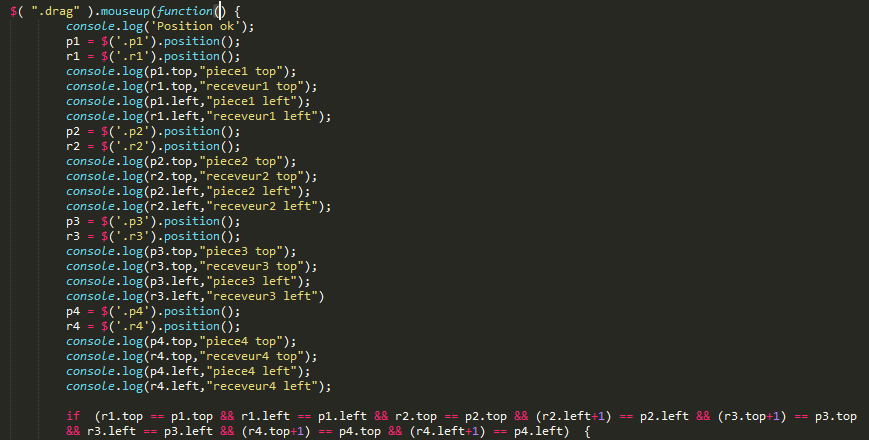 $( ".drag" ).mouseup(function() {
console.log('Position ok');
p1 = $('.p1').position();
r1 = $('.r1').position();
console.log(p1.top,"piece1 top");
console.log(r1.top,"receveur1 top");
console.log(p1.left,"piece1 left");
console.log(r1.left,"receveur1 left");
p2 = $('.p2').position();
r2 = $('.r2').position();
console.log(p2.top,"piece2 top");
console.log(r2.top,"receveur2 top");
console.log(p2.left,"piece2 left");
console.log(r2.left,"receveur2 left");
p3 = $('.p3').position();
r3 = $('.r3').position();
console.log(p3.top,"piece3 top");
console.log(r3.top,"receveur3 top");
console.log(p3.left,"piece3 left");
console.log(r3.left,"receveur3 left")
p4 = $('.p4').position();
r4 = $('.r4').position();
console.log(p4.top,"piece4 top");
console.log(r4.top,"receveur4 top");
console.log(p4.left,"piece4 left");
console.log(r4.left,"receveur4 left");
if (r1.top == p1.top && r1.left == p1.left && r2.top == p2.top && (r2.left+1) == p2.left && (r3.top+1) == p3.top
&& r3.left == p3.left && (r4.top+1) == p4.top && (r4.left+1) == p4.left) {